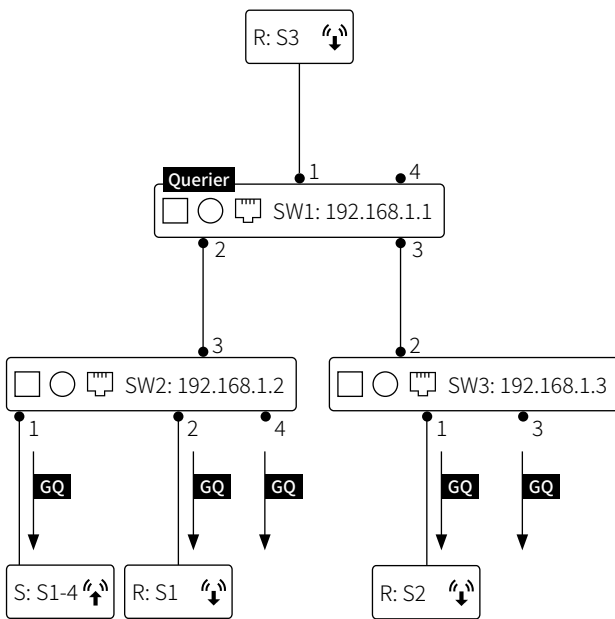 R: S3
1
4
Querier
SW1: 192.168.1.1
2
3
3
2
SW2: 192.168.1.2
SW3: 192.168.1.3
1
2
4
1
3
GQ
GQ
GQ
GQ
GQ
S: S1-4
R: S1
R: S2